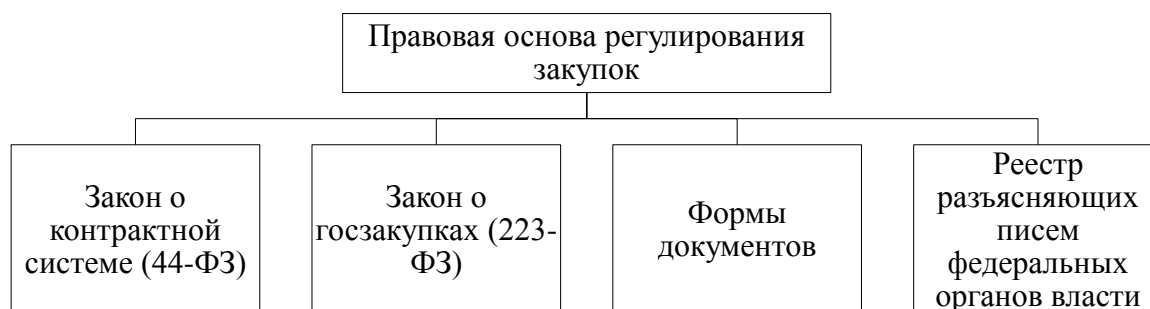 Правовая основа регулирования
закупок
Закон о
контрактной
системе (44-ФЗ)
Закон о
госзакупках (223-
ФЗ)
Формы
документов
Реестр
разъясняющих
писем
федеральных
органов власти